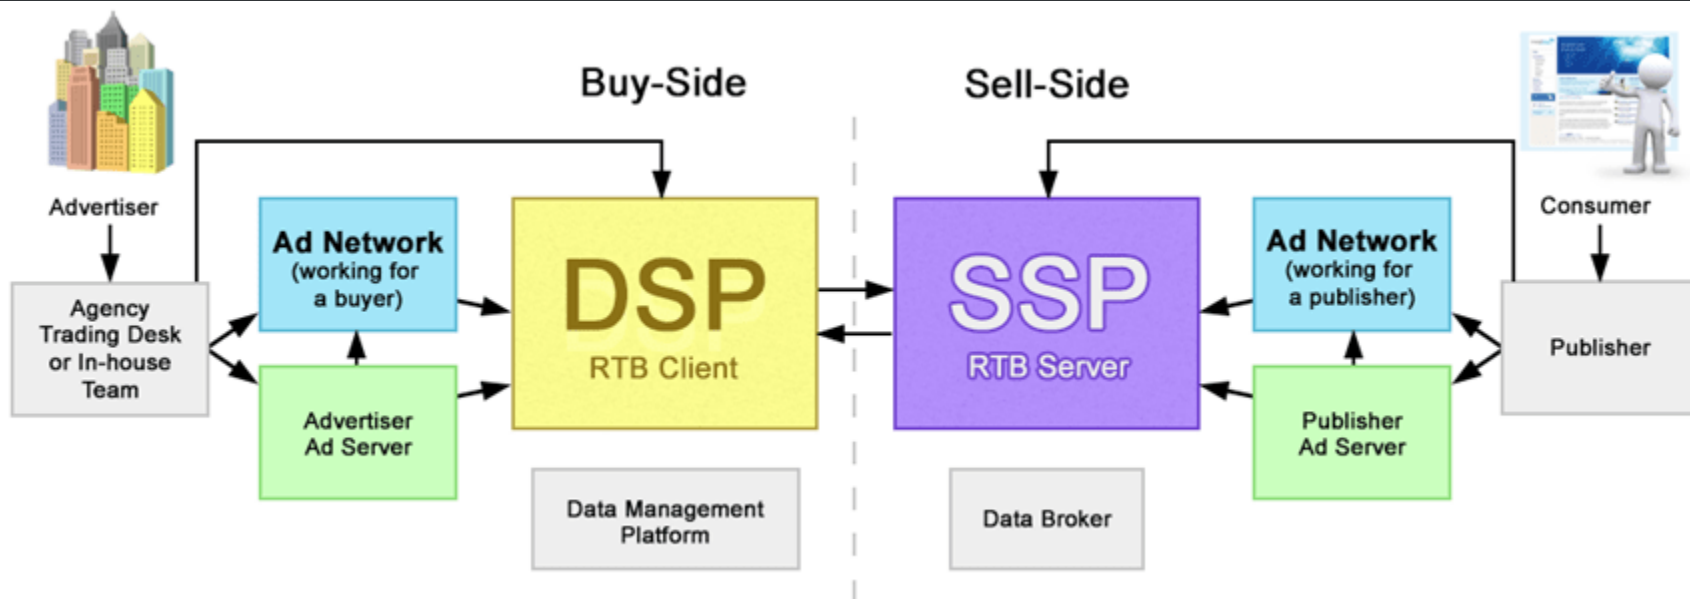 Buy-Side
Sell-Side
Advertiser
Agency
Trading Desk
or In-house
Team
Ad Network
(working for
a buyer)
Advertiser
Ad Server
DSP
RTB Client
Data Management
Platform
SSP
RTB Server
Data Broker
Ad Network
(working for
a publisher)
Publisher
Ad Server
Consumer
Publisher